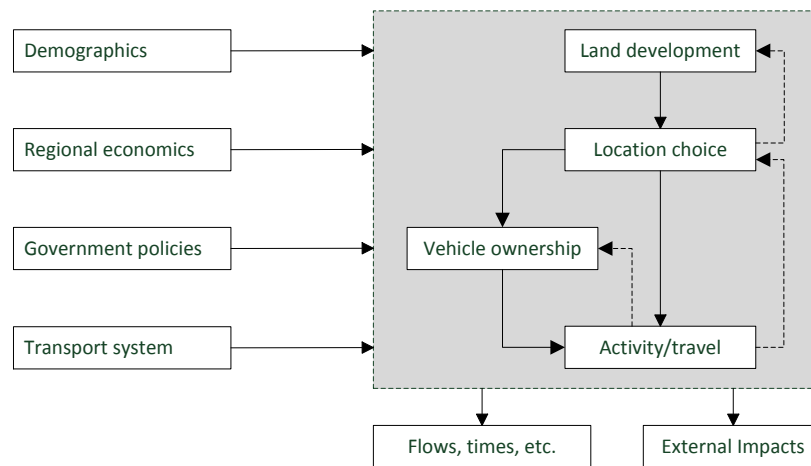 Demographics
Land development
Regional economics
Location choice
Government policies
Vehicle ownership
Transport system
Activity/travel
Flows, times, etc.
External Impacts